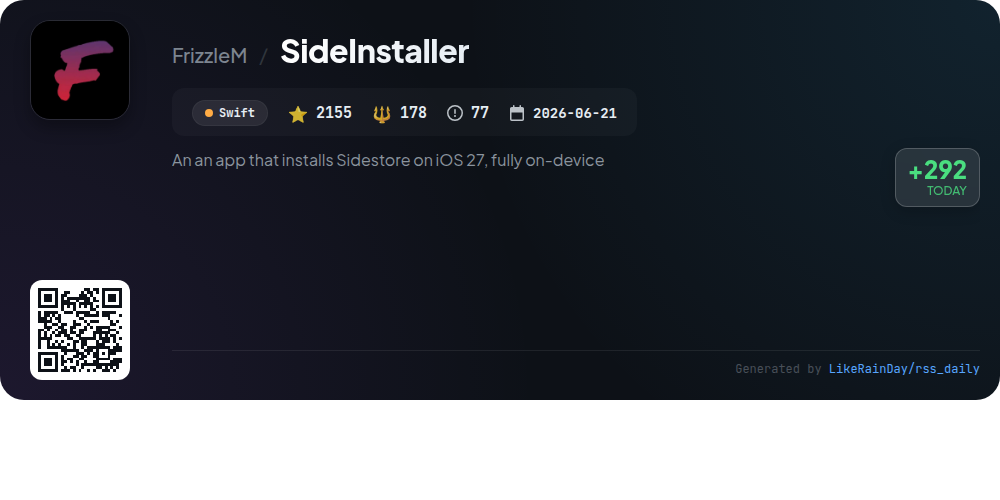 FrizzleM / SideInstaller
Swift 2155 178 77 2026-06-21
An an app that installs Sidestore on iOS 27, fully on-device
+292
TODAY
Generated by LikeRainDay/rss_daily